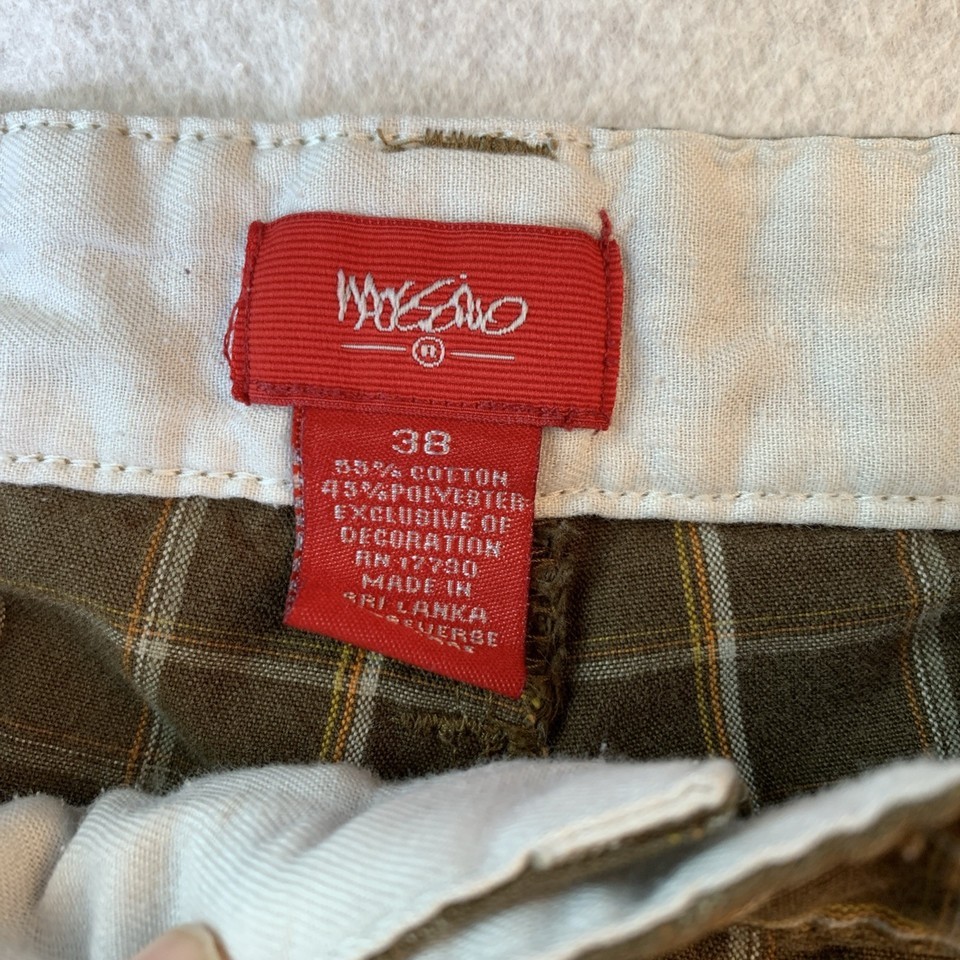 Mossimo
38
55% COTTON
45% POLYESTER
EXCLUSIVE OF
DECORATION
RN 17730
MADE IN
SRI LANKA